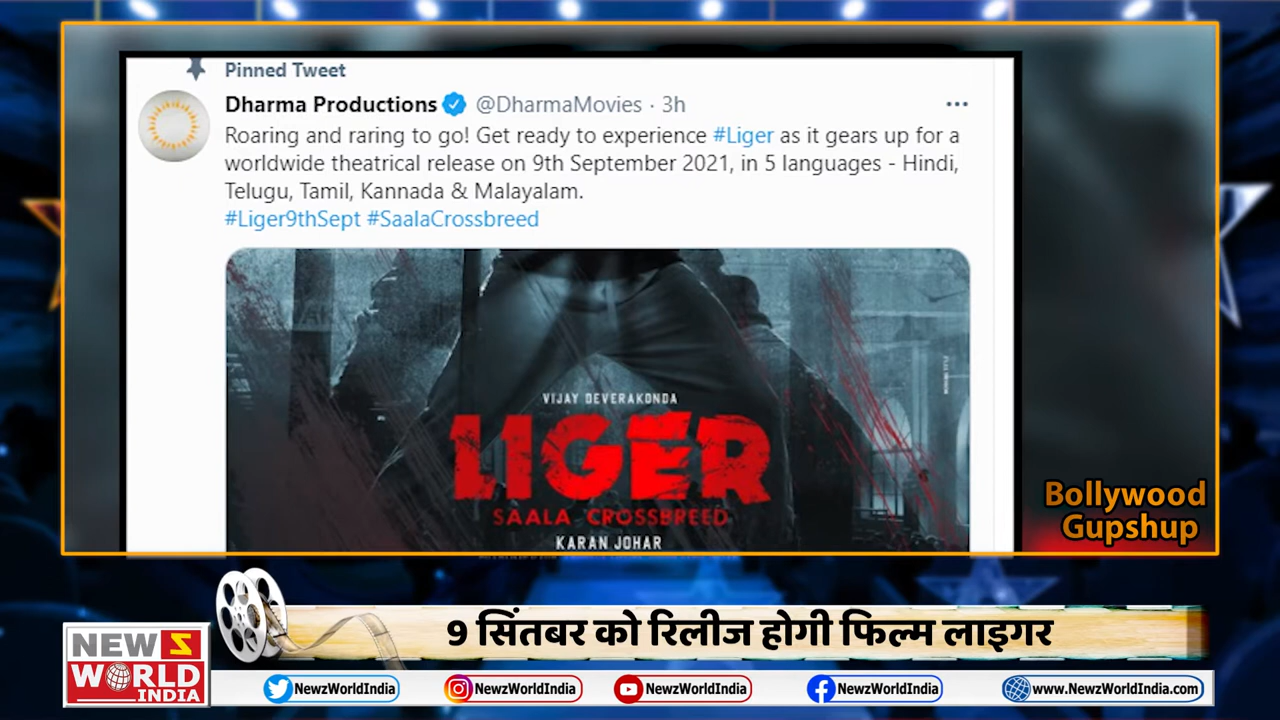 Pinned Tweet
Dharma Productions @DharmaMovies · 3h
Roaring and raring to go! Get ready to experience #Liger as it gears up for a
worldwide theatrical release on 9th September 2021, in 5 languages - Hindi,
Telugu, Tamil, Kannada & Malayalam.
#Liger9thSept #SaalaCrossbreed
VIJAY DEVERAKONDA
LIGER
SAALA CROSSBREED
KARAN JOHAR
Bollywood
Gupshup
9 सिंतबर को रिलीज होगी फिल्म लाइगर
NEWS
WORLD
INDIA
NewzWorldIndia
NewzWorldIndia
NewzWorldIndia
NewzWorldIndia
www.NewzWorldIndia.com